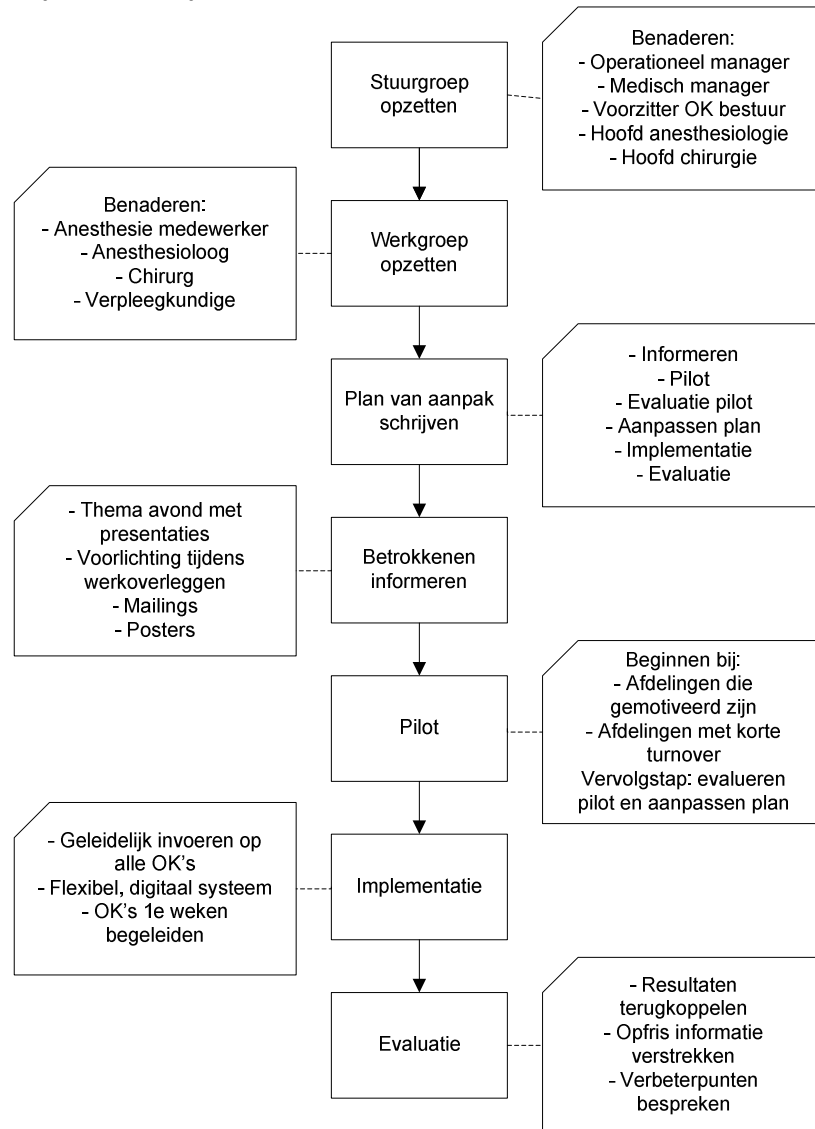 Stuurgroep
opzetten
Benaderen:
- Operationeel manager
- Medisch manager
- Voorzitter OK bestuur
- Hoofd anesthesiologie
- Hoofd chirurgie
Benaderen:
- Anesthesie medewerker
- Anesthesioloog
- Chirurg
- Verpleegkundige
Werkgroep
opzetten
Plan van aanpak
schrijven
- Informeren
- Pilot
- Evaluatie pilot
- Aanpassen plan
- Implementatie
- Evaluatie
- Thema avond met
presentaties
- Voorlichting tijdens
werkoverleggen
- Mailings
- Posters
Betrokkenen
informeren
Pilot
Beginnen bij:
- Afdelingen die
gemotiveerd zijn
- Afdelingen met korte
turnover
Vervolgstap: evalueren
pilot en aanpassen plan
- Geleidelijk invoeren op
alle OK's
- Flexibel, digitaal systeem
- OK's 1e weken
begeleiden
Implementatie
Evaluatie
- Resultaten
terugkoppelen
- Opfris informatie
verstrekken
- Verbeterpunten
bespreken